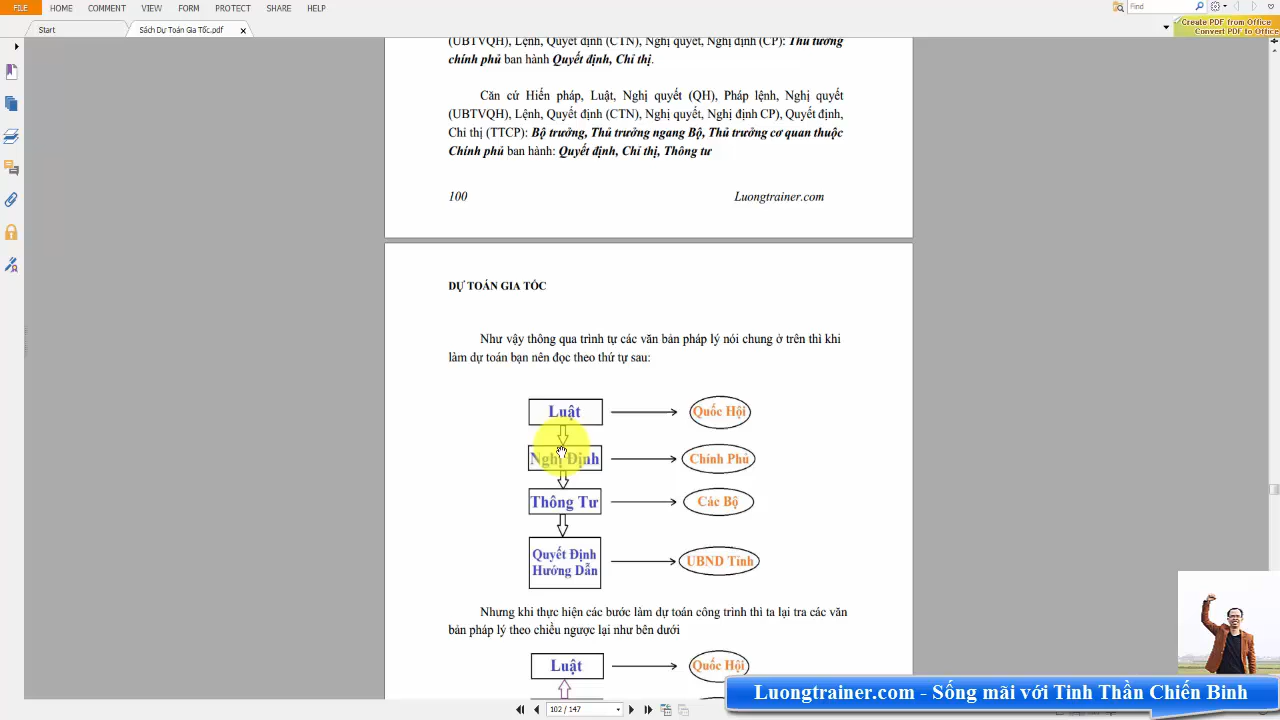 FILE HOME COMMENT VIEW FORM PROTECT SHARE HELP
Find
Start Sách Dự Toán Gia Tốc.pdf x
Create PDF from Office
Convert PDF to Office
(UBTVQH), Lệnh, Quyết định (CTN), Nghị quyết, Nghị định (CP): Thủ tướng
chính phủ ban hành Quyết định, Chỉ thị.
Căn cứ Hiến pháp, Luật, Nghị quyết (QH), Pháp lệnh, Nghị quyết
(UBTVQH), Lệnh, Quyết định (CTN), Nghị quyết, Nghị định CP), Quyết định,
Chỉ thị (TTCP): Bộ trưởng, Thủ trưởng ngang Bộ, Thủ trưởng cơ quan thuộc
Chính phủ ban hành: Quyết định, Chỉ thị, Thông tư
100 Luongtrainer.com
DỰ TOÁN GIA TỐC
Như vậy thông qua trình tự các văn bản pháp lý nói chung ở trên thì khi
làm dự toán bạn nên đọc theo thứ tự sau:
Luật Quốc Hội
Nghị Định Chính Phủ
Thông Tư Các Bộ
Quyết Định
Hướng Dẫn
UBND Tỉnh
Nhưng khi thực hiện các bước làm dự toán công trình thì ta lại tra các văn
bản pháp lý theo chiều ngược lại như bên dưới
Luật Quốc Hội
Luongtrainer.com - Sống mãi với Tinh Thần Chiến Binh
102 / 147